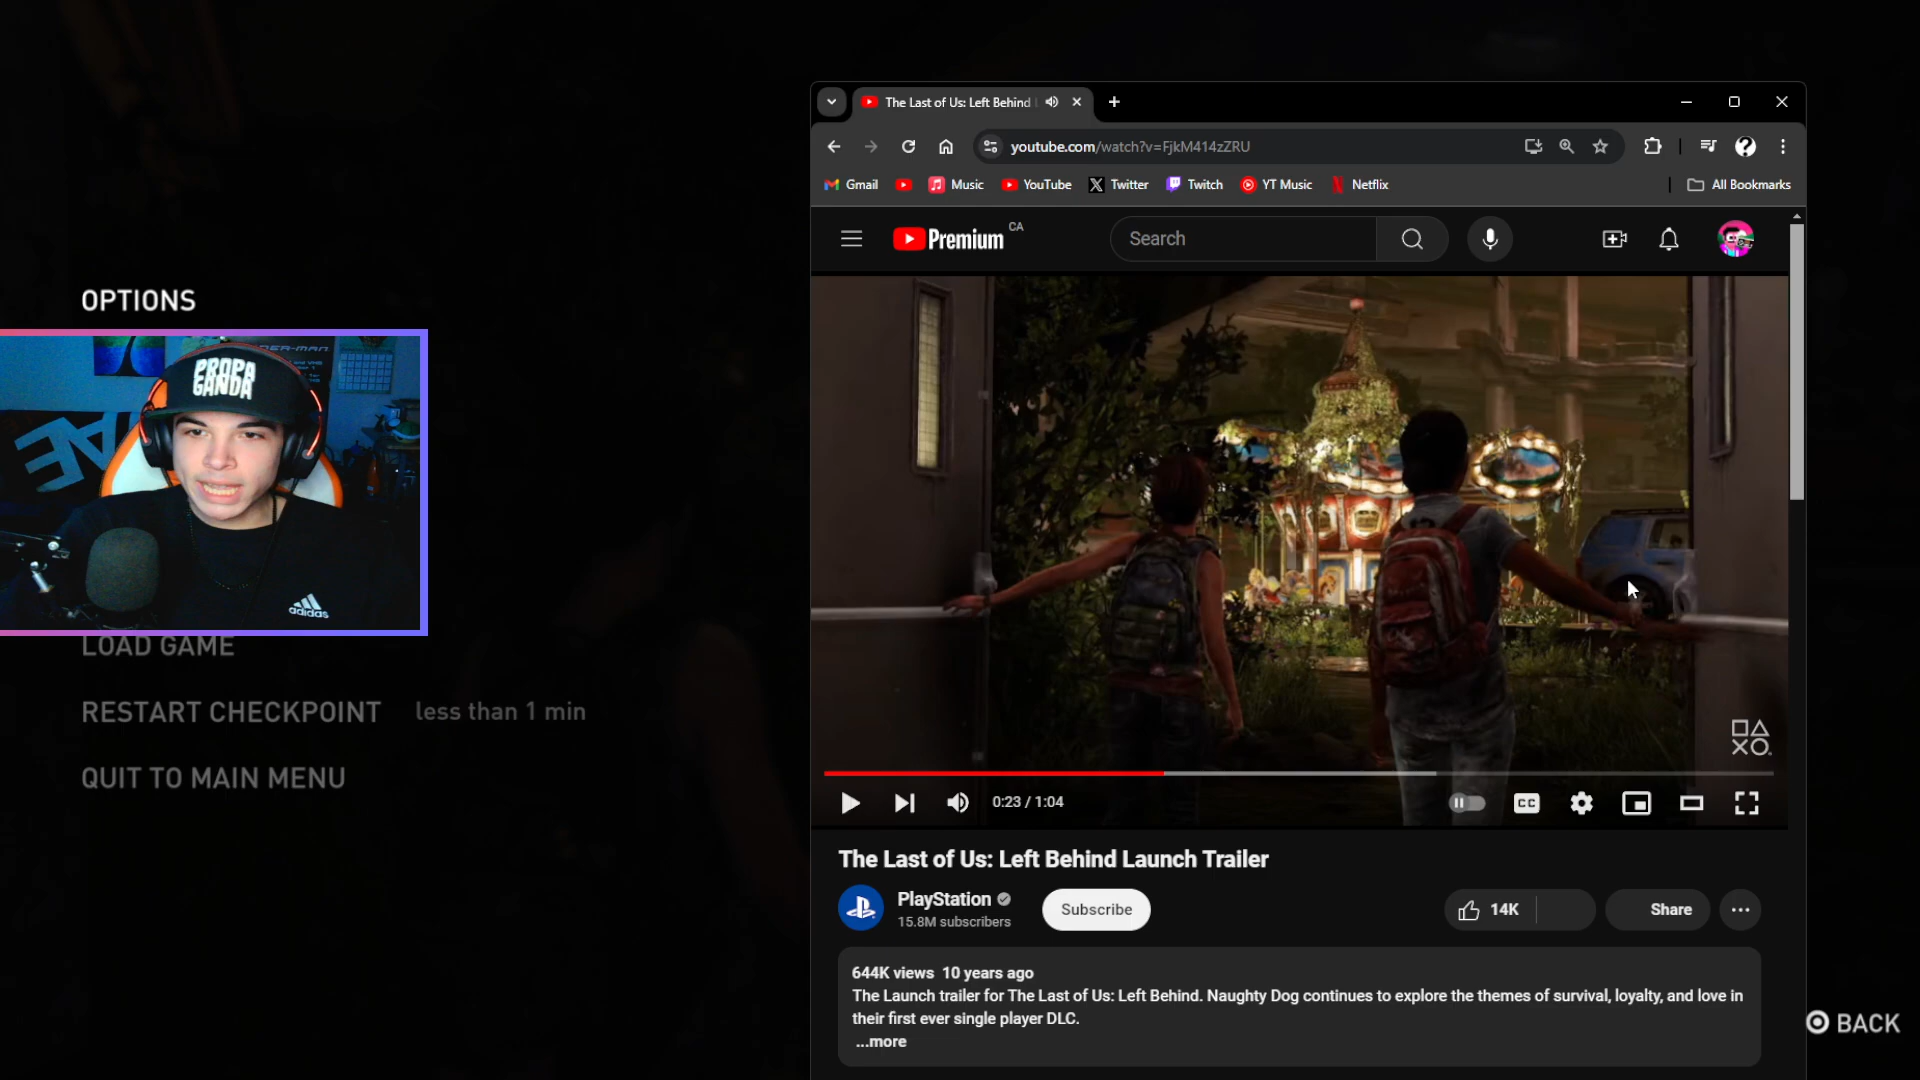 The Last of Us: Left Behind
youtube.com/watch?v=FjkM414zZRU
Gmail
Music
YouTube
Twitter
Twitch
YT Music
Netflix
All Bookmarks
Premium CA
Search
OPTIONS
PROPA
GANDA
adidas
LOAD GAME
RESTART CHECKPOINT less than 1 min
QUIT TO MAIN MENU
0:23 / 1:04
CC
The Last of Us: Left Behind Launch Trailer
PlayStation
15.8M subscribers
Subscribe
14K
Share
644K views 10 years ago
The Launch trailer for The Last of Us: Left Behind. Naughty Dog continues to explore the themes of survival, loyalty, and love in
their first ever single player DLC.
...more
BACK